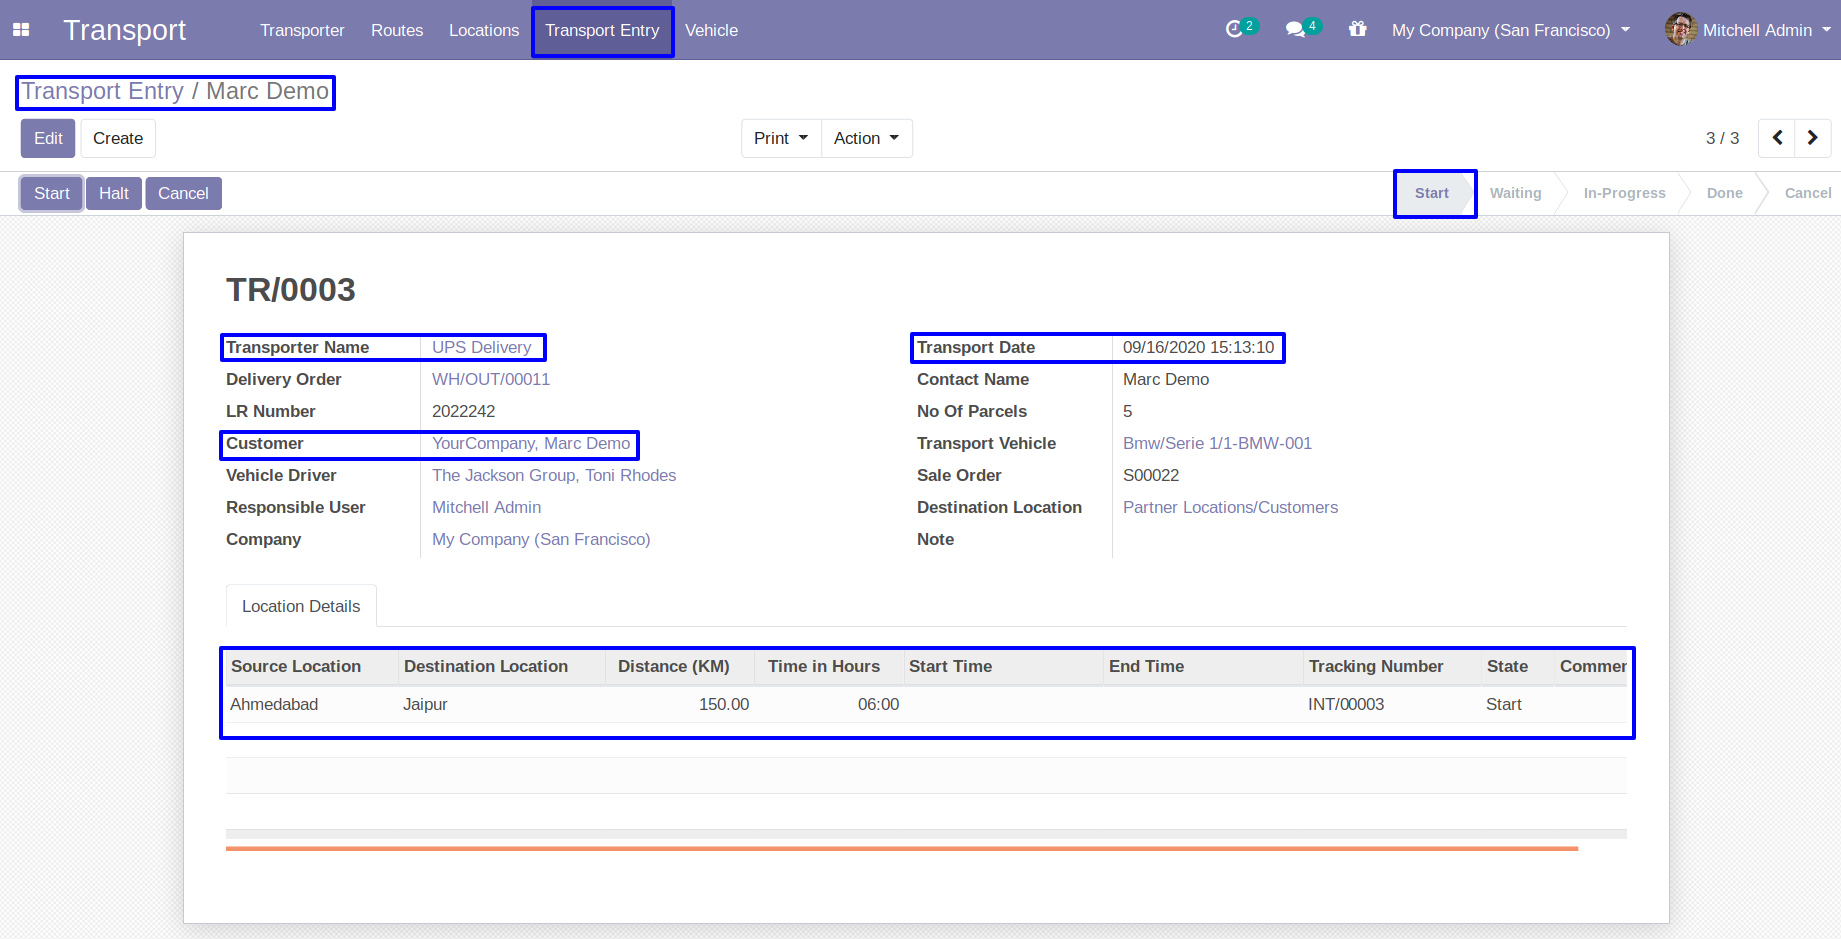 Transport Transporter Routes Locations Transport Entry Vehicle 2 4 My Company (San Francisco) Mitchell Admin
Transport Entry / Marc Demo
Edit Create Print Action 3 / 3
Start Halt Cancel Start Waiting In-Progress Done Cancel
TR/0003
Transporter Name UPS Delivery Transport Date 09/16/2020 15:13:10
Delivery Order WH/OUT/00011 Contact Name Marc Demo
LR Number 2022242 No Of Parcels 5
Customer YourCompany, Marc Demo Transport Vehicle Bmw/Serie 1/1-BMW-001
Vehicle Driver The Jackson Group, Toni Rhodes Sale Order S00022
Responsible User Mitchell Admin Destination Location Partner Locations/Customers
Company My Company (San Francisco) Note
Location Details
Source Location Destination Location Distance (KM) Time in Hours Start Time End Time Tracking Number State Commer
Ahmedabad Jaipur 150.00 06:00 INT/00003 Start